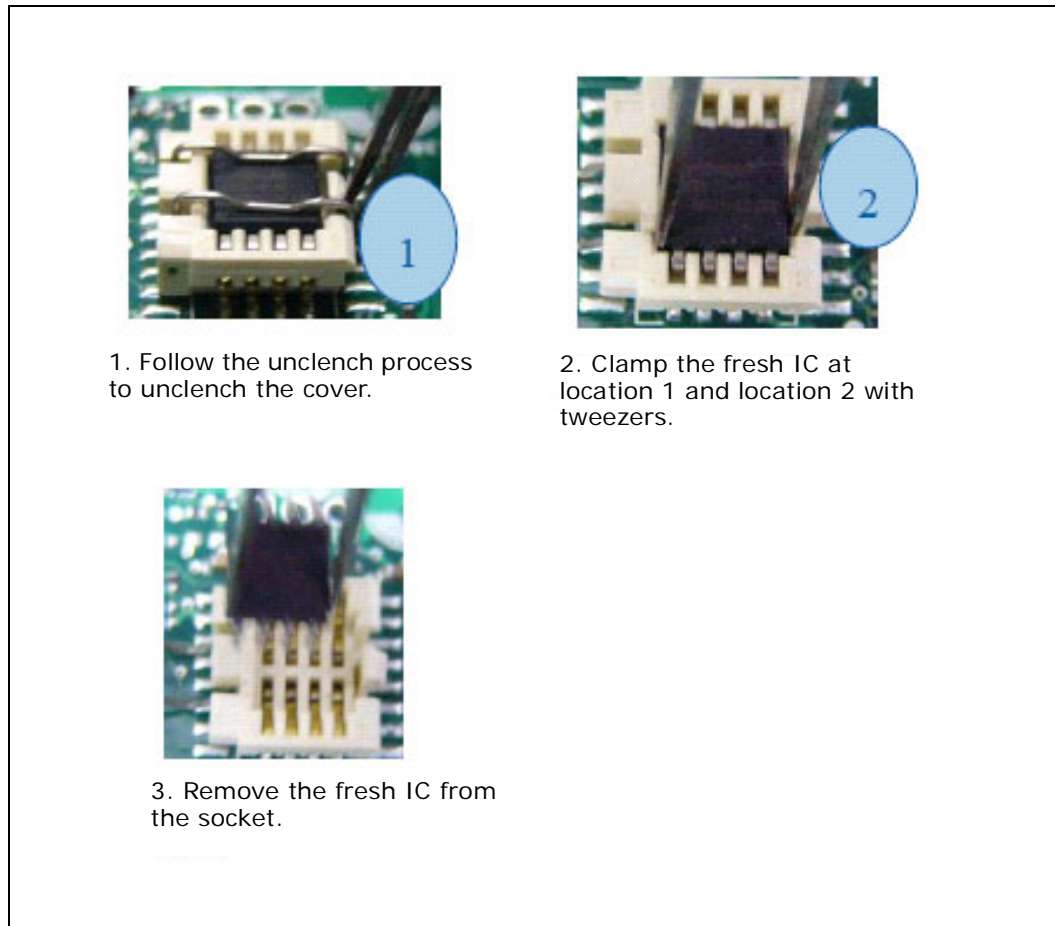 1
2
1. Follow the unclench process
to unclench the cover.
2. Clamp the fresh IC at
location 1 and location 2 with
tweezers.
3. Remove the fresh IC from
the socket.